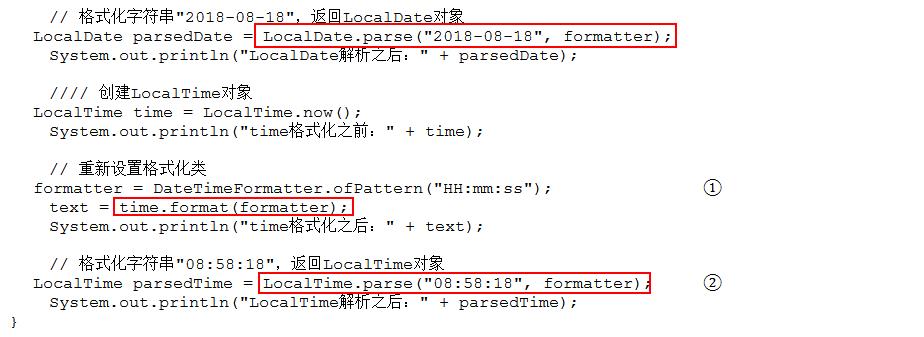 // 格式化字符串"2018-08-18"，返回LocalDate对象
LocalDate parsedDate = LocalDate.parse("2018-08-18", formatter);
System.out.println("LocalDate解析之后：" + parsedDate);
//// 创建LocalTime对象
LocalTime time = LocalTime.now();
System.out.println("time格式化之前：" + time);
// 重新设置格式化类
formatter = DateTimeFormatter.ofPattern("HH:mm:ss"); ①
text = time.format(formatter);
System.out.println("time格式化之后：" + text);
// 格式化字符串"08:58:18"，返回LocalTime对象
LocalTime parsedTime = LocalTime.parse("08:58:18", formatter); ②
System.out.println("LocalTime解析之后：" + parsedTime);
}